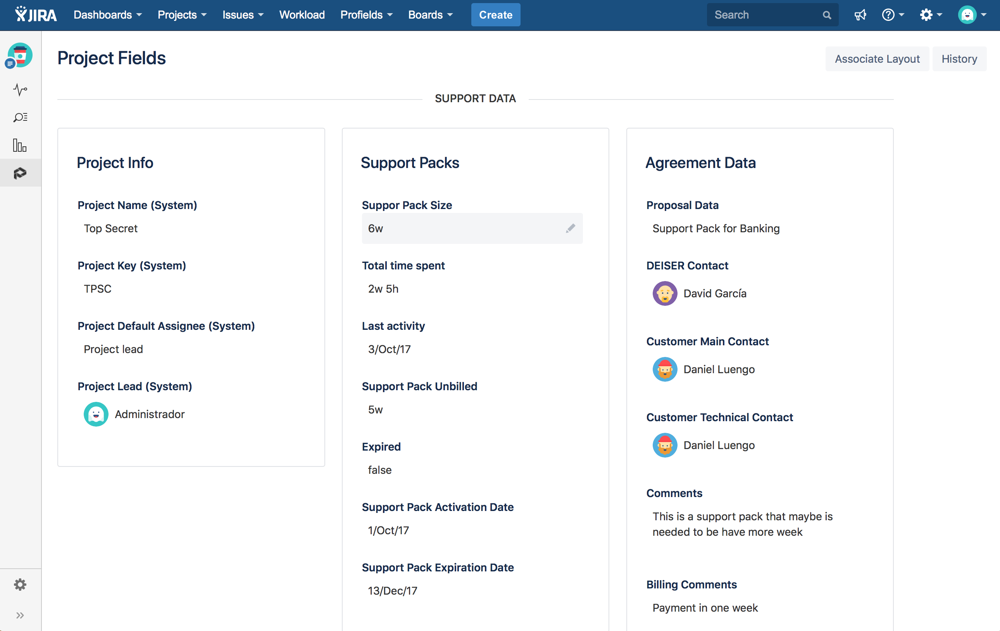 JIRA Dashboards Projects Issues Workload Profields Boards Create Search
Project Fields
Associate Layout History
SUPPORT DATA
Project Info
Project Name (System)
Top Secret
Project Key (System)
TPSC
Project Default Assignee (System)
Project lead
Project Lead (System)
Administrador
Support Packs
Suppor Pack Size
6w
Total time spent
2w 5h
Last activity
3/Oct/17
Support Pack Unbilled
5w
Expired
false
Support Pack Activation Date
1/Oct/17
Support Pack Expiration Date
13/Dec/17
Agreement Data
Proposal Data
Support Pack for Banking
DEISER Contact
David García
Customer Main Contact
Daniel Luengo
Customer Technical Contact
Daniel Luengo
Comments
This is a support pack that maybe is
needed to be have more week
Billing Comments
Payment in one week